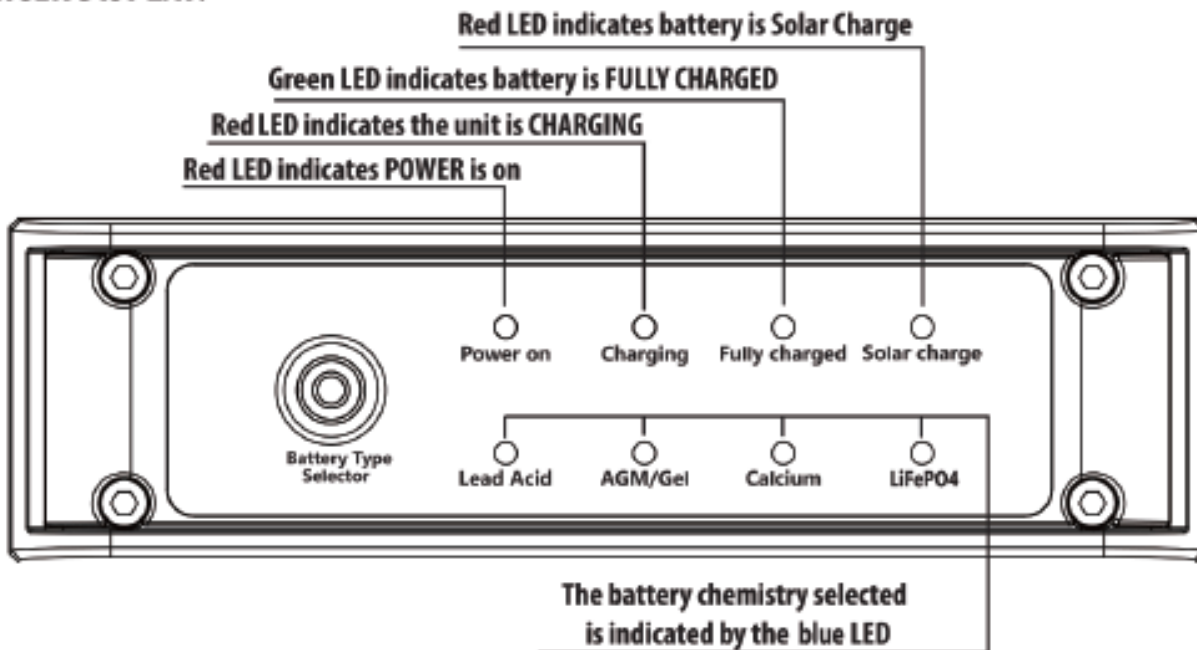 Red LED indicates battery is Solar Charge
Green LED indicates battery is FULLY CHARGED
Red LED indicates the unit is CHARGING
Red LED indicates POWER is on
Power on
Charging
Fully charged
Solar charge
Battery Type
Selector
Lead Acid
AGM/Gel
Calcium
LiFePO4
The battery chemistry selected
is indicated by the blue LED